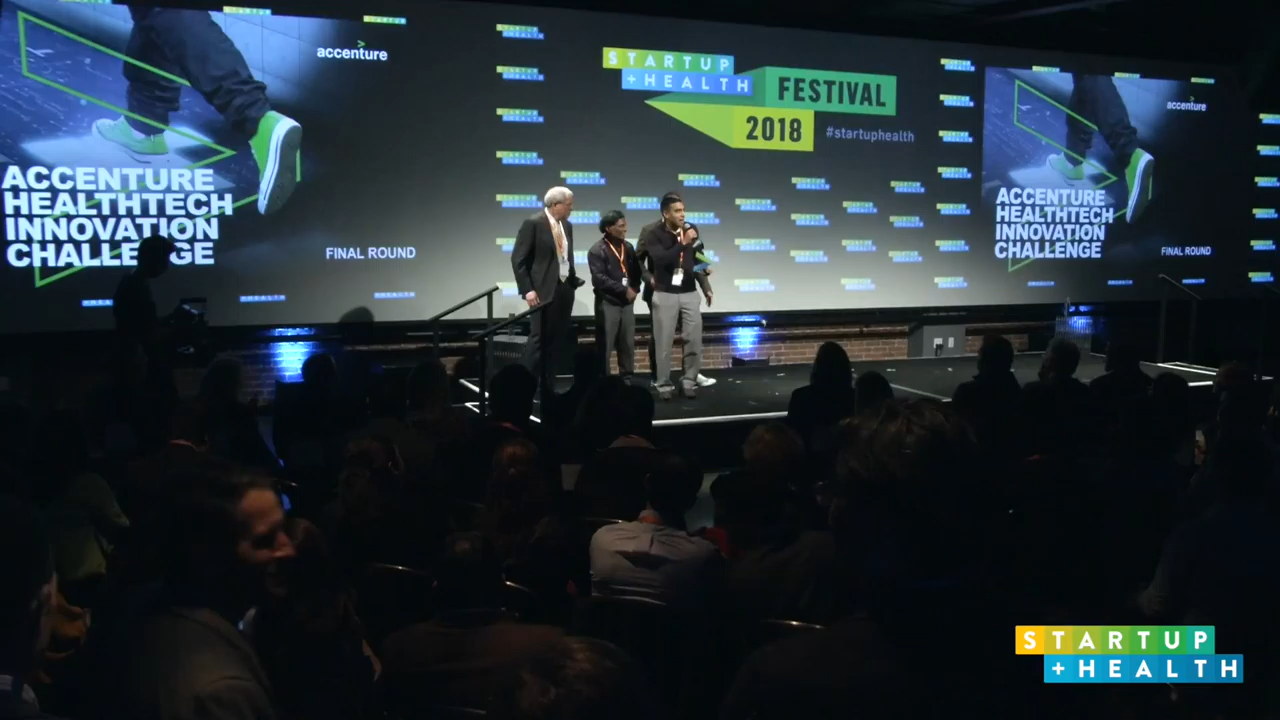 accenture
ACCENTURE
HEALTHTECH
INNOVATION
CHALLENGE
FINAL ROUND
STARTUP
+HEALTH
FESTIVAL
2018
#startuphealth
accenture
ACCENTURE
HEALTHTECH
INNOVATION
CHALLENGE
FINAL ROUND
STARTUP
+HEALTH